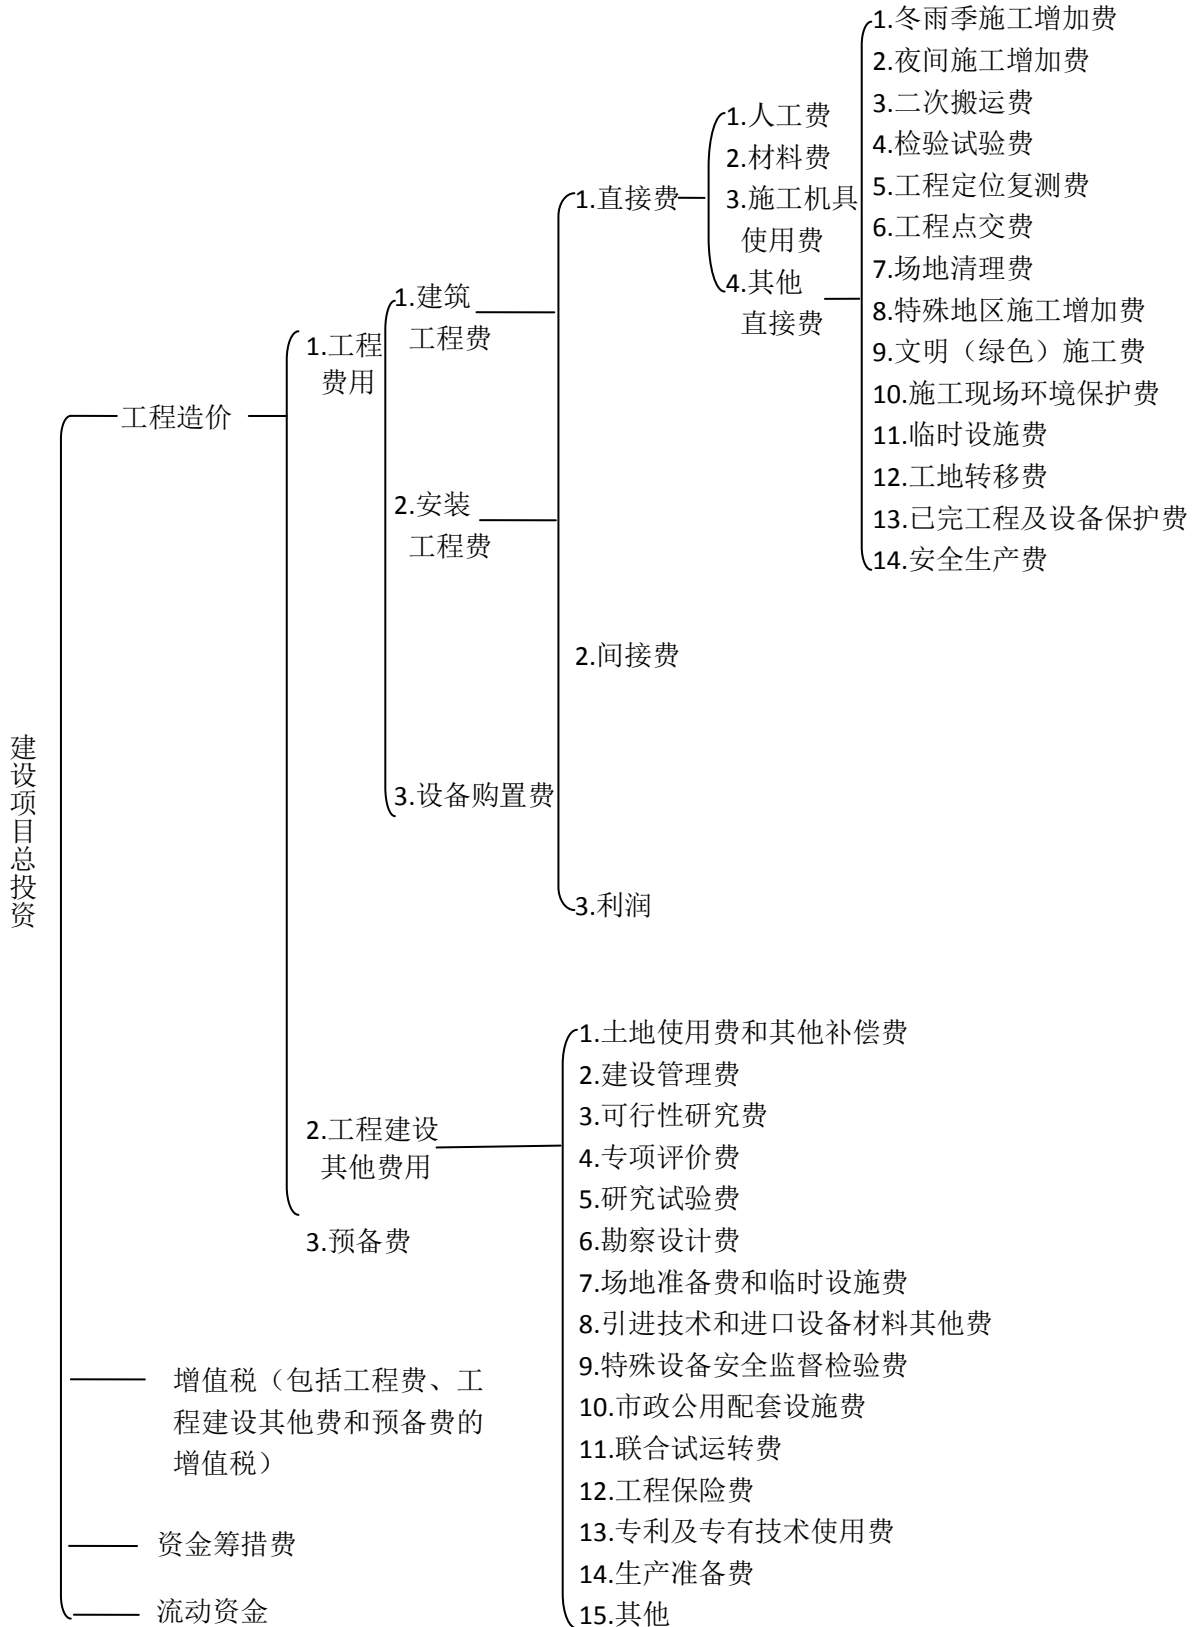 建设项目总投资
工程造价
1.工程
费用
1.建筑
工程费
2.安装
工程费
3.设备购置费
1.直接费
1.人工费
2.材料费
3.施工机具
使用费
4.其他
直接费
1.冬雨季施工增加费
2.夜间施工增加费
3.二次搬运费
4.检验试验费
5.工程定位复测费
6.工程点交费
7.场地清理费
8.特殊地区施工增加费
9.文明（绿色）施工费
10.施工现场环境保护费
11.临时设施费
12.工地转移费
13.已完工程及设备保护费
14.安全生产费
2.间接费
3.利润
2.工程建设
其他费用
1.土地使用费和其他补偿费
2.建设管理费
3.可行性研究费
4.专项评价费
5.研究试验费
6.勘察设计费
7.场地准备费和临时设施费
8.引进技术和进口设备材料其他费
9.特殊设备安全监督检验费
10.市政公用配套设施费
11.联合试运转费
12.工程保险费
13.专利及专有技术使用费
14.生产准备费
15.其他
3.预备费
增值税（包括工程费、工
程建设其他费和预备费的
增值税）
资金筹措费
流动资金